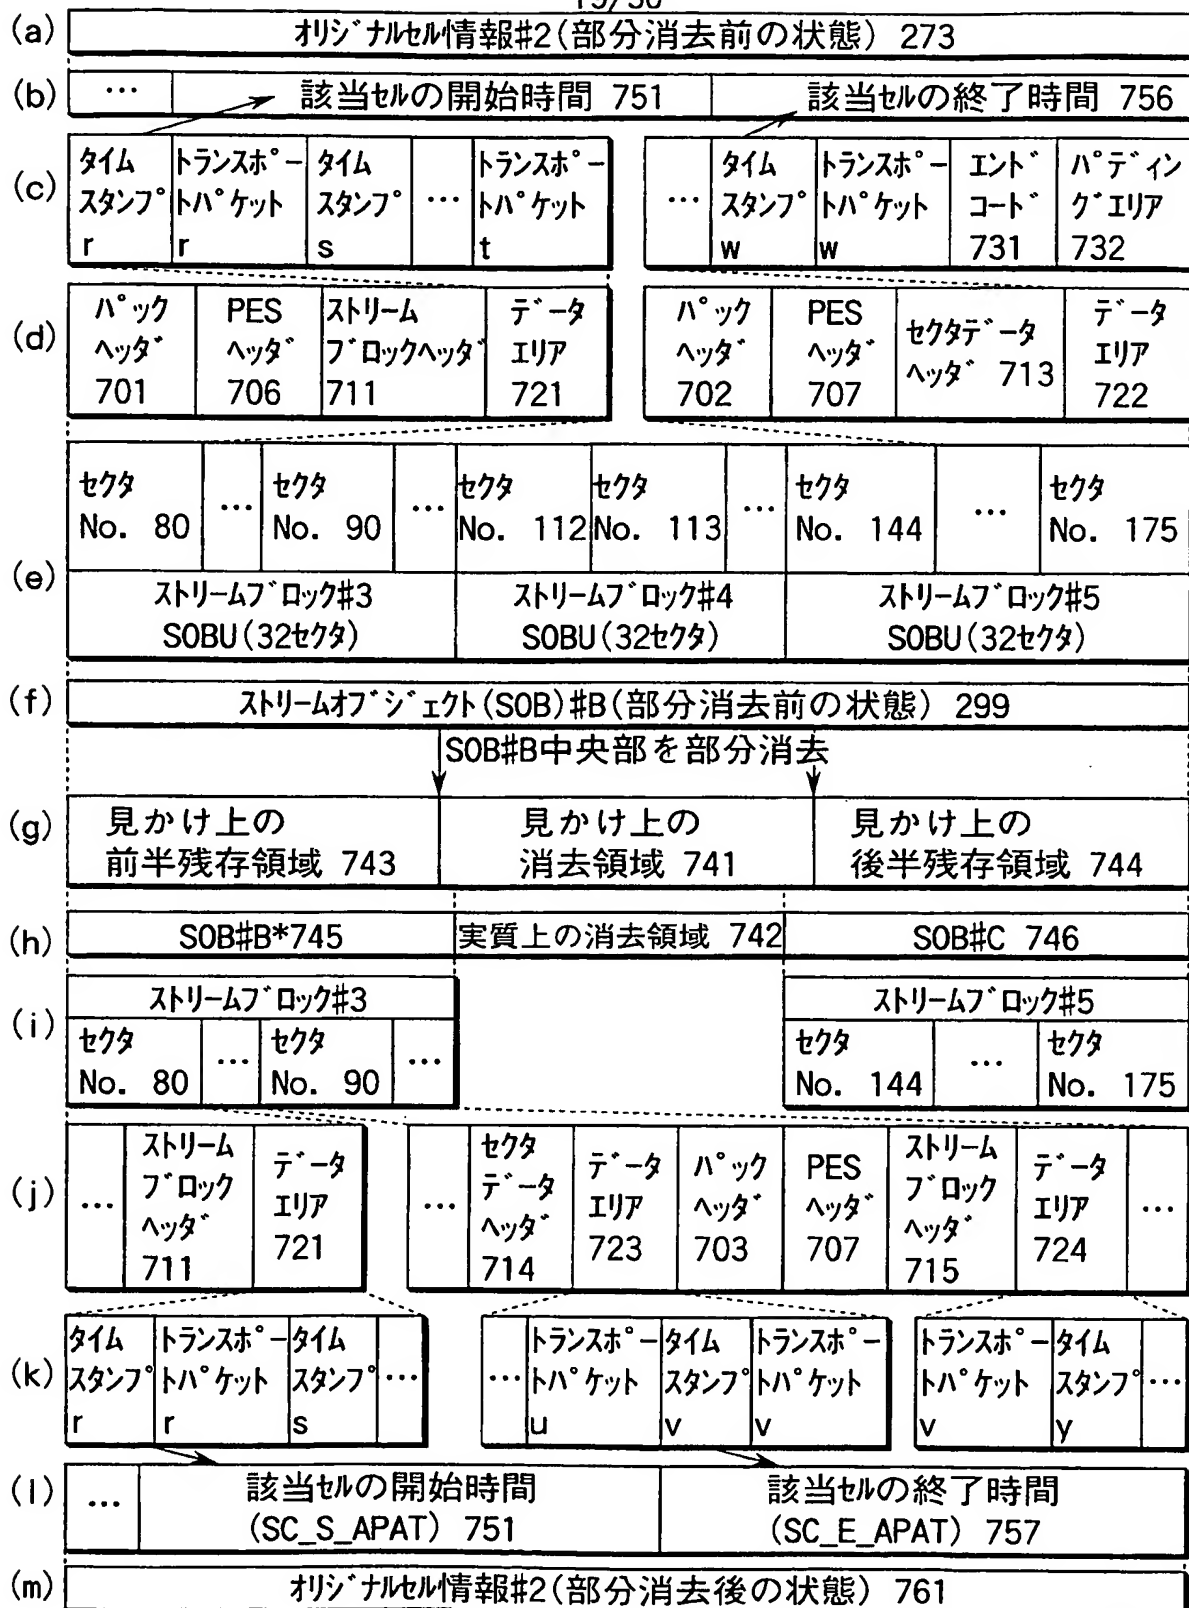 19/30
(a) オリジナルセル情報#2(部分消去前の状態) 273
(b) … 該当セルの開始時間 751 該当セルの終了時間 756
(c)
タイム
スタンプ
r
トランスポー
トパケット
r
タイム
スタンプ
s
…
トランスポー
トパケット
t
…
タイム
スタンプ
w
トランスポー
トパケット
w
エンド
コード
731
パディン
グエリア
732
(d)
パック
ヘッダ
701
PES
ヘッダ
706
ストリーム
ブロックヘッダ
711
データ
エリア
721
パック
ヘッダ
702
PES
ヘッダ
707
セクタデータ
ヘッダ 713
データ
エリア
722
(e)
セクタ
No. 80
…
セクタ
No. 90
…
セクタ
No. 112
セクタ
No. 113
…
セクタ
No. 144
…
セクタ
No. 175
ストリームブロック#3
SOBU(32セクタ)
ストリームブロック#4
SOBU(32セクタ)
ストリームブロック#5
SOBU(32セクタ)
(f) ストリームオブジェクト(SOB)#B(部分消去前の状態) 299
SOB#B中央部を部分消去
(g)
見かけ上の
前半残存領域 743
見かけ上の
消去領域 741
見かけ上の
後半残存領域 744
(h) SOB#B*745 実質上の消去領域 742 SOB#C 746
(i)
ストリームブロック#3
セクタ
No. 80
…
セクタ
No. 90
…
ストリームブロック#5
セクタ
No. 144
…
セクタ
No. 175
(j)
…
ストリーム
ブロック
ヘッダ
711
データ
エリア
721
…
セクタ
データ
ヘッダ
714
データ
エリア
723
パック
ヘッダ
703
PES
ヘッダ
707
ストリーム
ブロック
ヘッダ
715
データ
エリア
724
…
(k)
タイム
スタンプ
r
トランスポー
トパケット
r
タイム
スタンプ
s
…
…
トランスポー
トパケット
u
タイム
スタンプ
v
トランスポー
トパケット
v
トランスポー
トパケット
v
タイム
スタンプ
y
…
(l)
…
該当セルの開始時間
(SC_S_APAT) 751
該当セルの終了時間
(SC_E_APAT) 757
(m) オリジナルセル情報#2(部分消去後の状態) 761